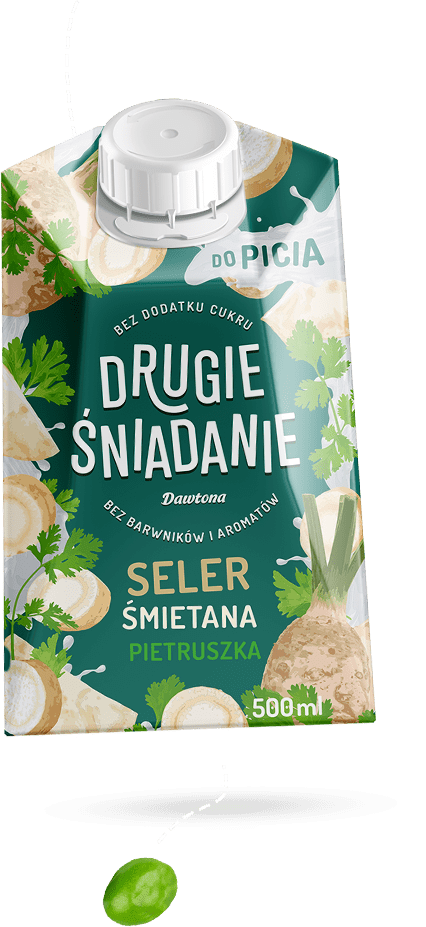 DO PICIA
BEZ DODATKU CUKRU
DRUGIE
ŚNIADANIE
Dawtona
BEZ BARWNIKÓW I AROMATÓW
SELER
ŚMIETANA
PIETRUSZKA
500ml